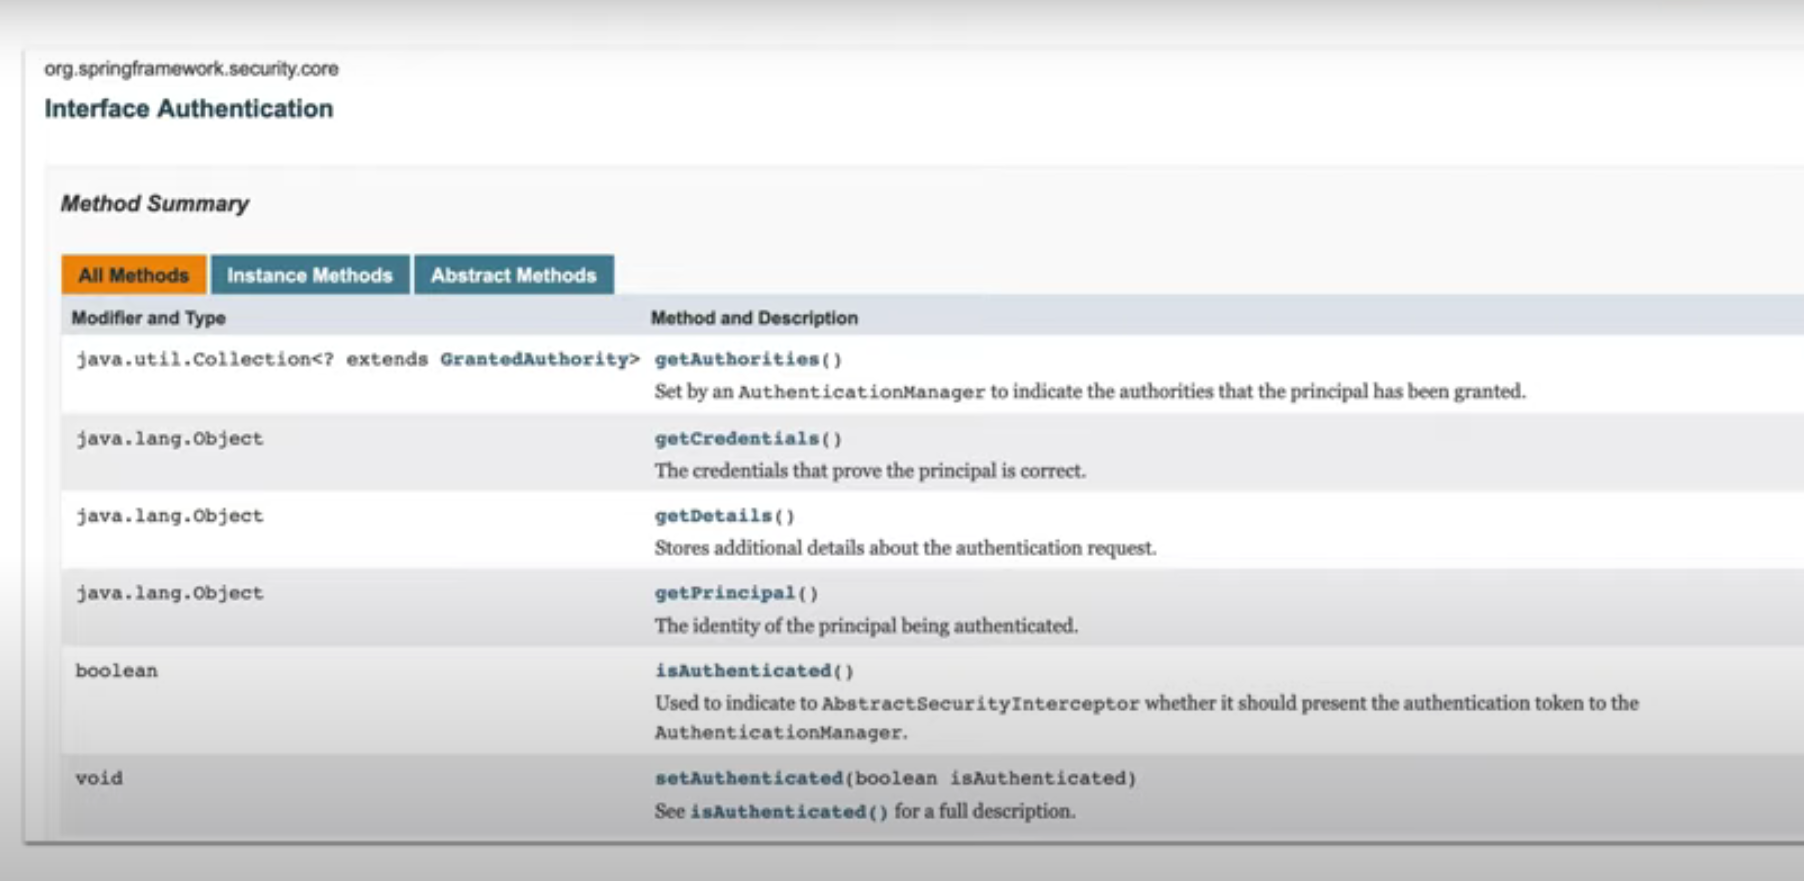 org.springframework.security.core
Interface Authentication
Method Summary
All Methods Instance Methods Abstract Methods
Modifier and Type Method and Description
java.util.Collection<? extends GrantedAuthority> getAuthorities()
Set by an AuthenticationManager to indicate the authorities that the principal has been granted.
java.lang.Object getCredentials()
The credentials that prove the principal is correct.
java.lang.Object getDetails()
Stores additional details about the authentication request.
java.lang.Object getPrincipal()
The identity of the principal being authenticated.
boolean isAuthenticated()
Used to indicate to AbstractSecurityInterceptor whether it should present the authentication token to the
AuthenticationManager.
void setAuthenticated(boolean isAuthenticated)
See isAuthenticated() for a full description.